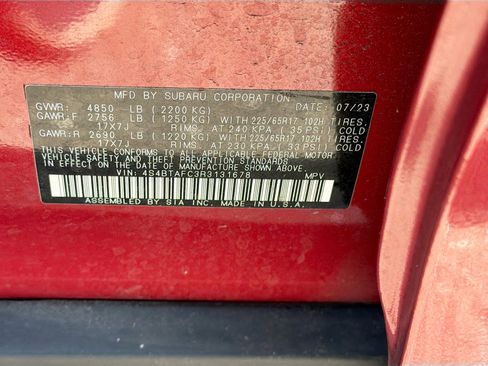 MFD BY SUBARU CORPORATION
GVWR: 4850 LB (2200 KG) DATE: 07/23
GAWR:F 2756 LB (1250 KG) WITH 225/65R17 102H TIRES,
17X7J RIMS, AT 240 KPA (35 PSI) COLD
GAWR:R 2690 LB (1220 KG) WITH 225/65R17 102H TIRES,
17X7J RIMS, AT 230 KPA (33 PSI) COLD
THIS VEHICLE CONFORMS TO ALL APPLICABLE FEDERAL MOTOR
VEHICLE SAFETY, BUMPER, AND THEFT PREVENTION STANDARDS
IN EFFECT ON THE DATE OF MANUFACTURE SHOWN ABOVE.
VIN: 4S4BTAFC3R3131678 MPV
ASSEMBLED BY SIA INC. MADE IN U.S.A.